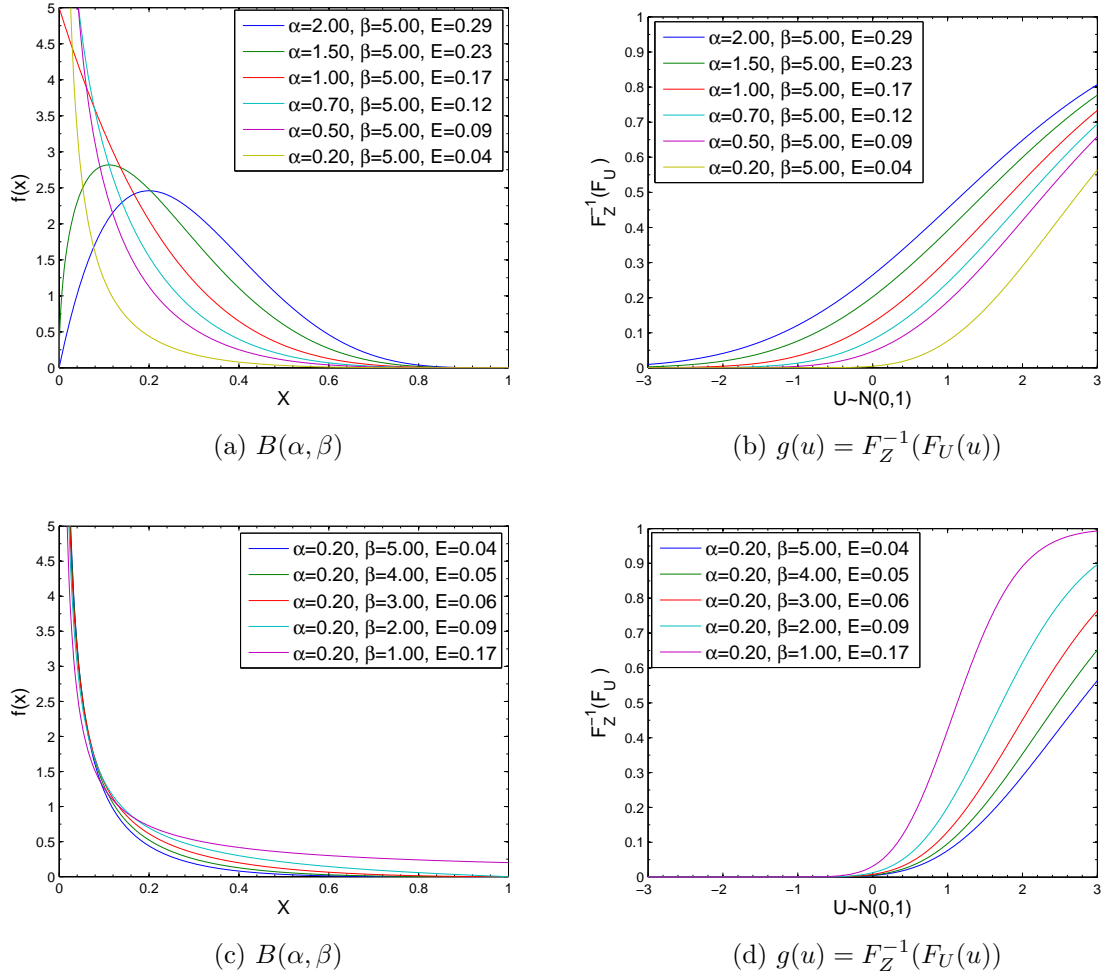 5
4.5
4
3.5
3
2.5
2
1.5
1
0.5
0
f(x)
0
0.2
0.4
0.6
0.8
1
X
α=2.00, β=5.00, E=0.29
α=1.50, β=5.00, E=0.23
α=1.00, β=5.00, E=0.17
α=0.70, β=5.00, E=0.12
α=0.50, β=5.00, E=0.09
α=0.20, β=5.00, E=0.04
(a) B(α, β)
1
0.9
0.8
0.7
0.6
0.5
0.4
0.3
0.2
0.1
0
F_Z^{-1}(F_U)
−3
−2
−1
0
1
2
3
U~N(0,1)
α=2.00, β=5.00, E=0.29
α=1.50, β=5.00, E=0.23
α=1.00, β=5.00, E=0.17
α=0.70, β=5.00, E=0.12
α=0.50, β=5.00, E=0.09
α=0.20, β=5.00, E=0.04
(b) g(u) = F_Z^{-1}(F_U(u))
5
4.5
4
3.5
3
2.5
2
1.5
1
0.5
0
f(x)
0
0.2
0.4
0.6
0.8
1
X
α=0.20, β=5.00, E=0.04
α=0.20, β=4.00, E=0.05
α=0.20, β=3.00, E=0.06
α=0.20, β=2.00, E=0.09
α=0.20, β=1.00, E=0.17
(c) B(α, β)
1
0.9
0.8
0.7
0.6
0.5
0.4
0.3
0.2
0.1
0
F_Z^{-1}(F_U)
−3
−2
−1
0
1
2
3
U~N(0,1)
α=0.20, β=5.00, E=0.04
α=0.20, β=4.00, E=0.05
α=0.20, β=3.00, E=0.06
α=0.20, β=2.00, E=0.09
α=0.20, β=1.00, E=0.17
(d) g(u) = F_Z^{-1}(F_U(u))